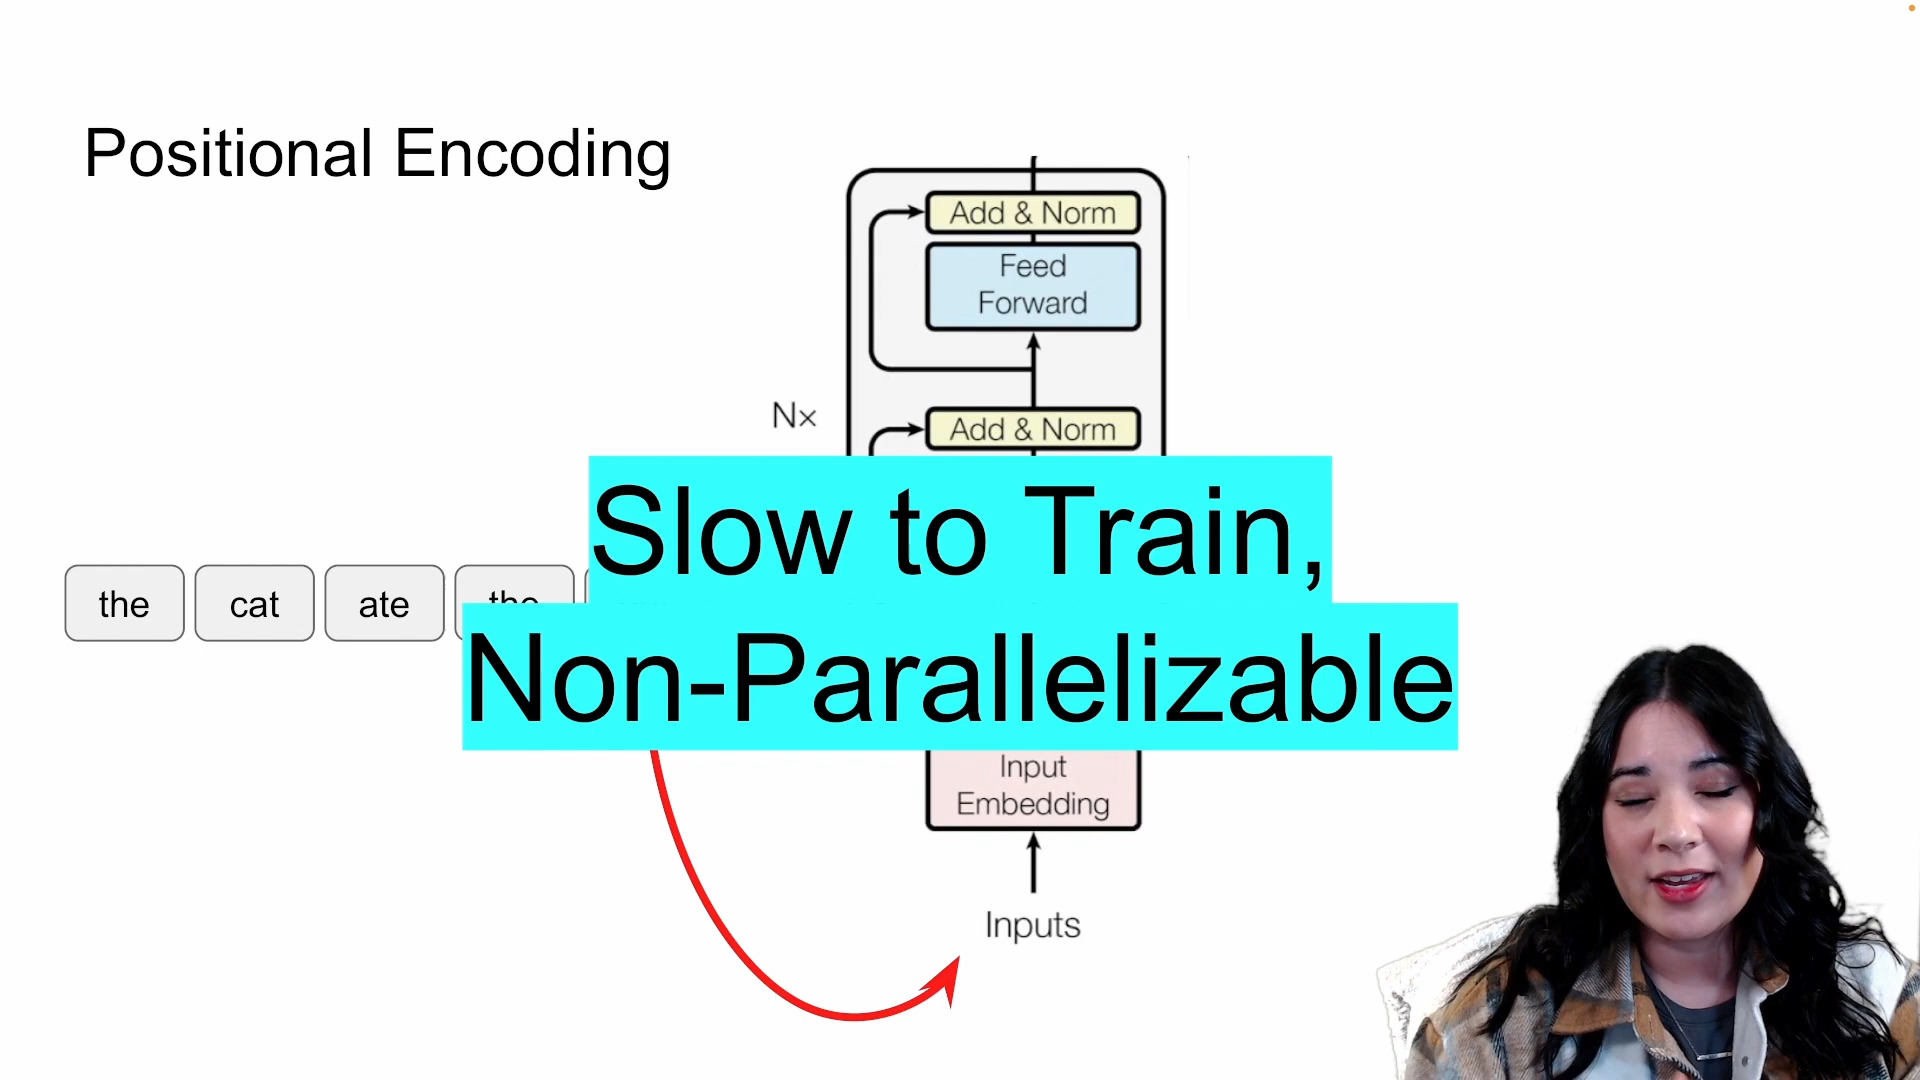 Positional Encoding
Add & Norm
Feed
Forward
Nx
Add & Norm
Slow to Train,
the cat ate the
Non-Parallelizable
Input
Embedding
Inputs